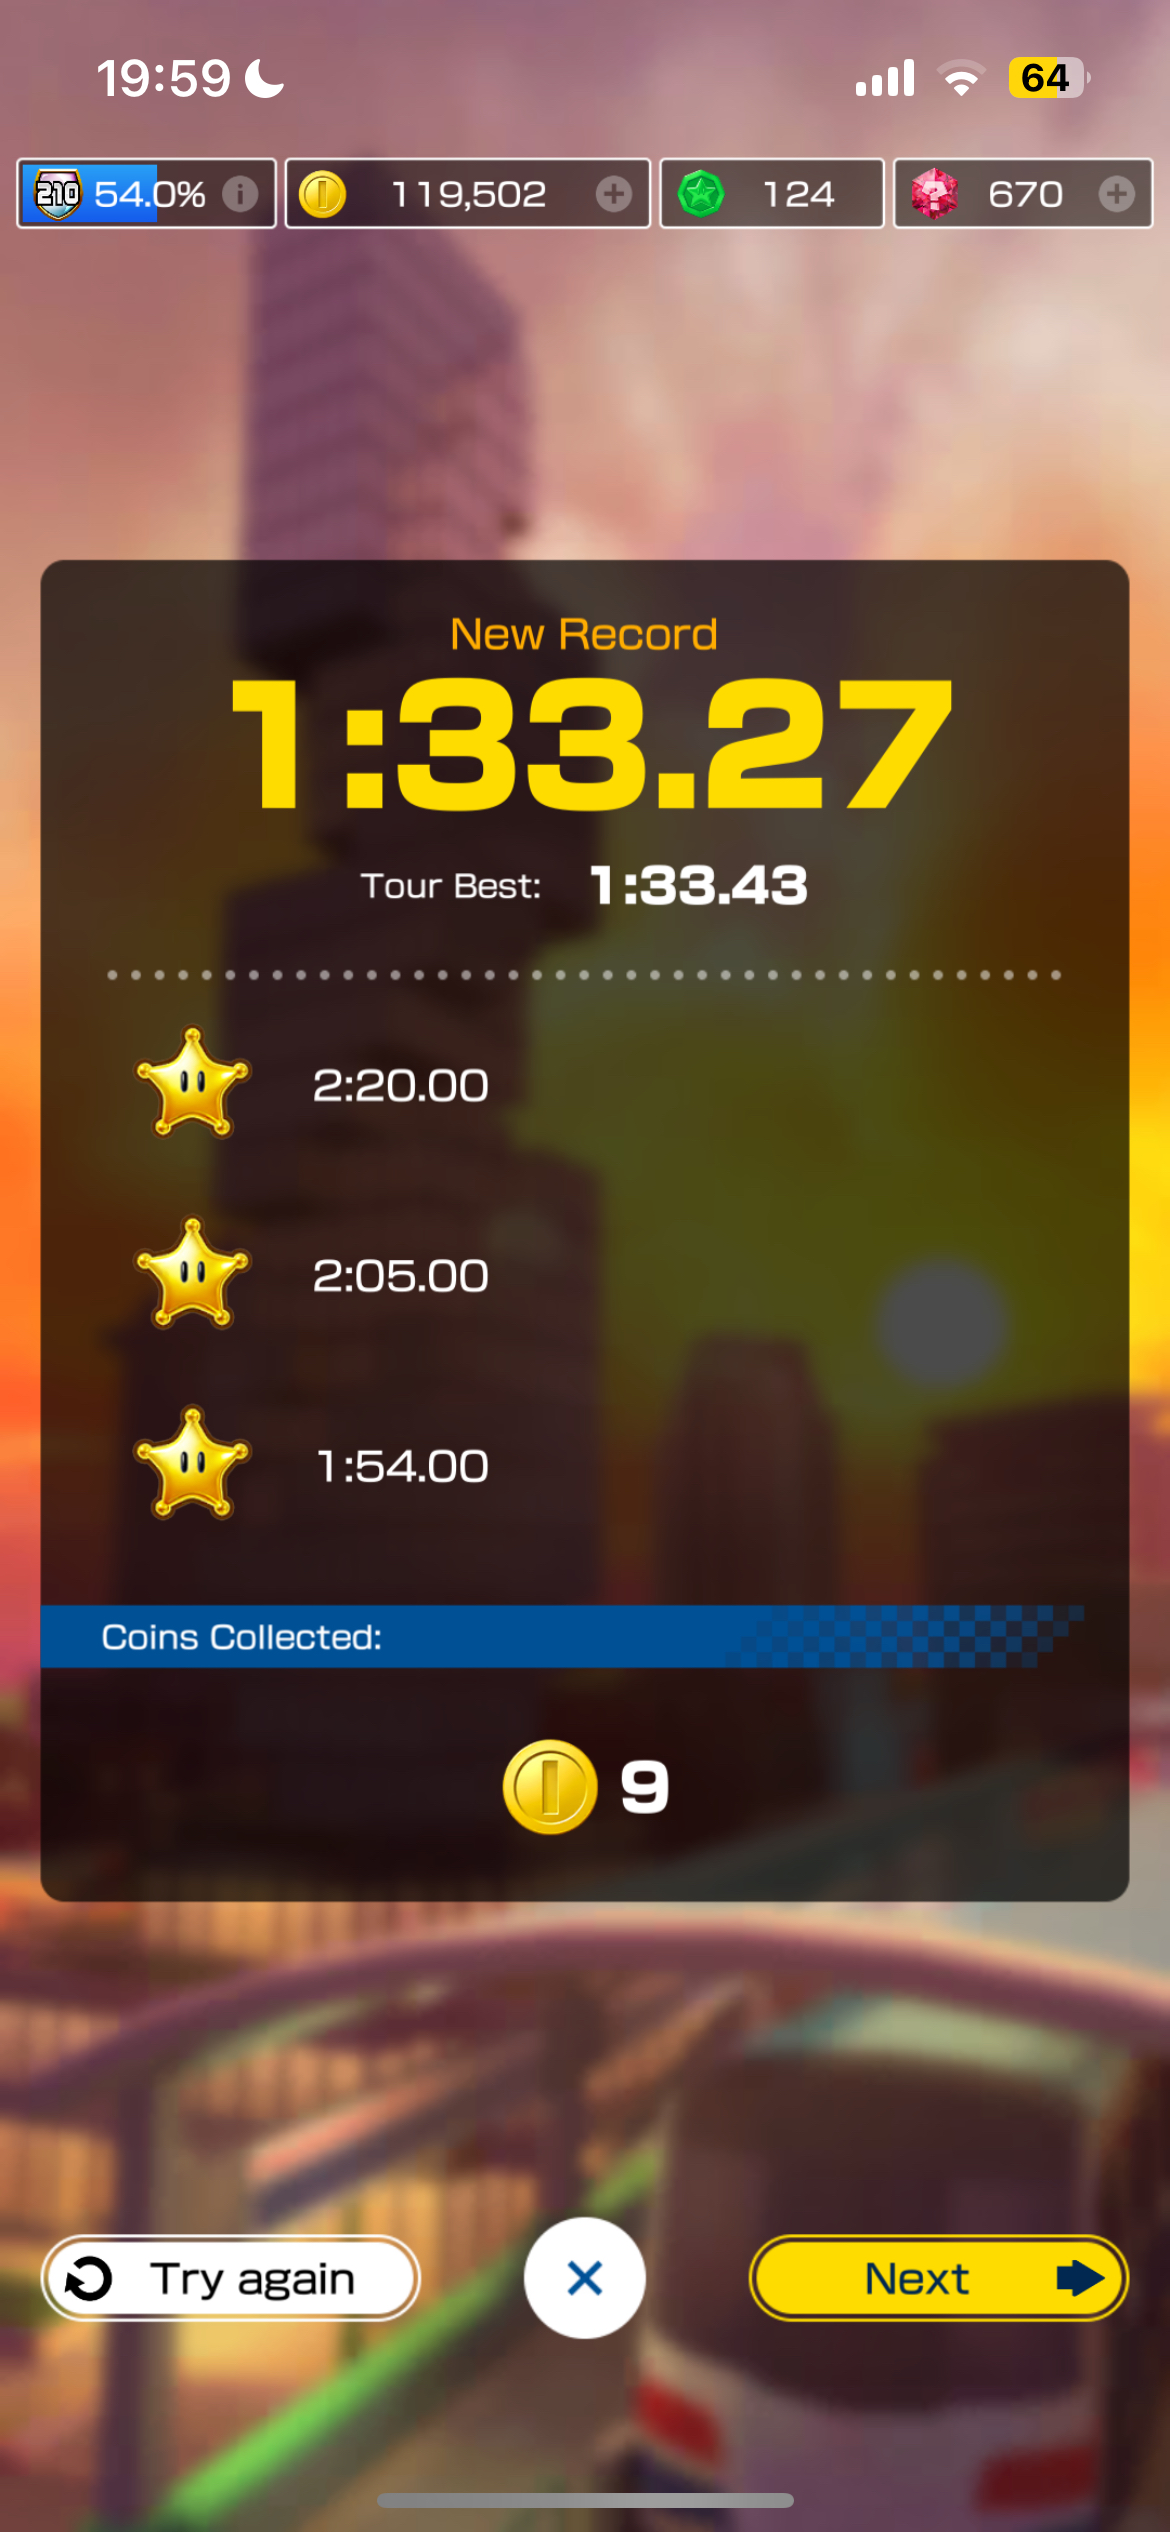 19:59
64
210 54.0%
119,502
124
670
New Record
1:33.27
Tour Best: 1:33.43
2:20.00
2:05.00
1:54.00
Coins Collected:
9
Try again
Next